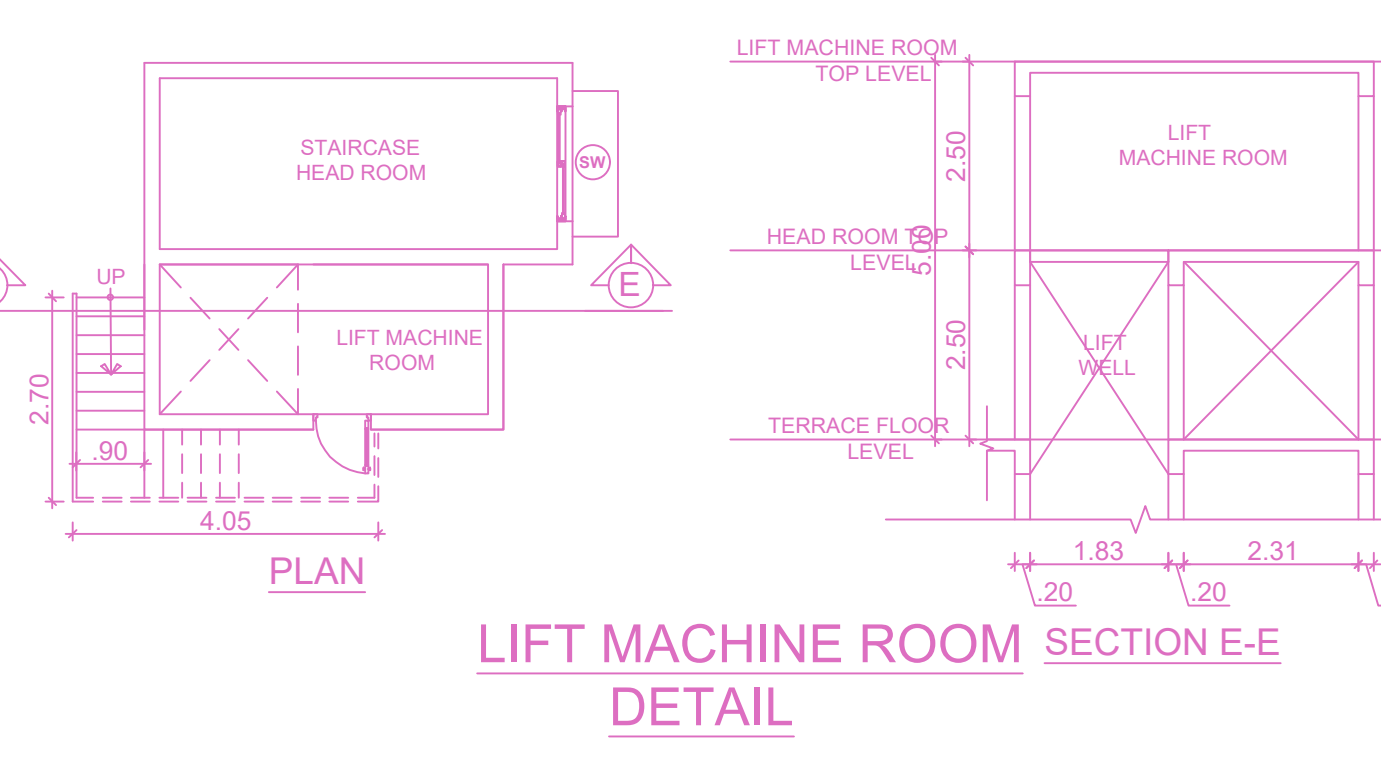 STAIRCASE
HEAD ROOM
SW
UP
E
LIFT MACHINE
ROOM
2.70
.90
4.05
PLAN
LIFT MACHINE ROOM
TOP LEVEL
2.50
LIFT
MACHINE ROOM
HEAD ROOM TOP
LEVEL
5.00
2.50
LIFT
WELL
TERRACE FLOOR
LEVEL
1.83
2.31
.20
.20
LIFT MACHINE ROOM
DETAIL
SECTION E-E